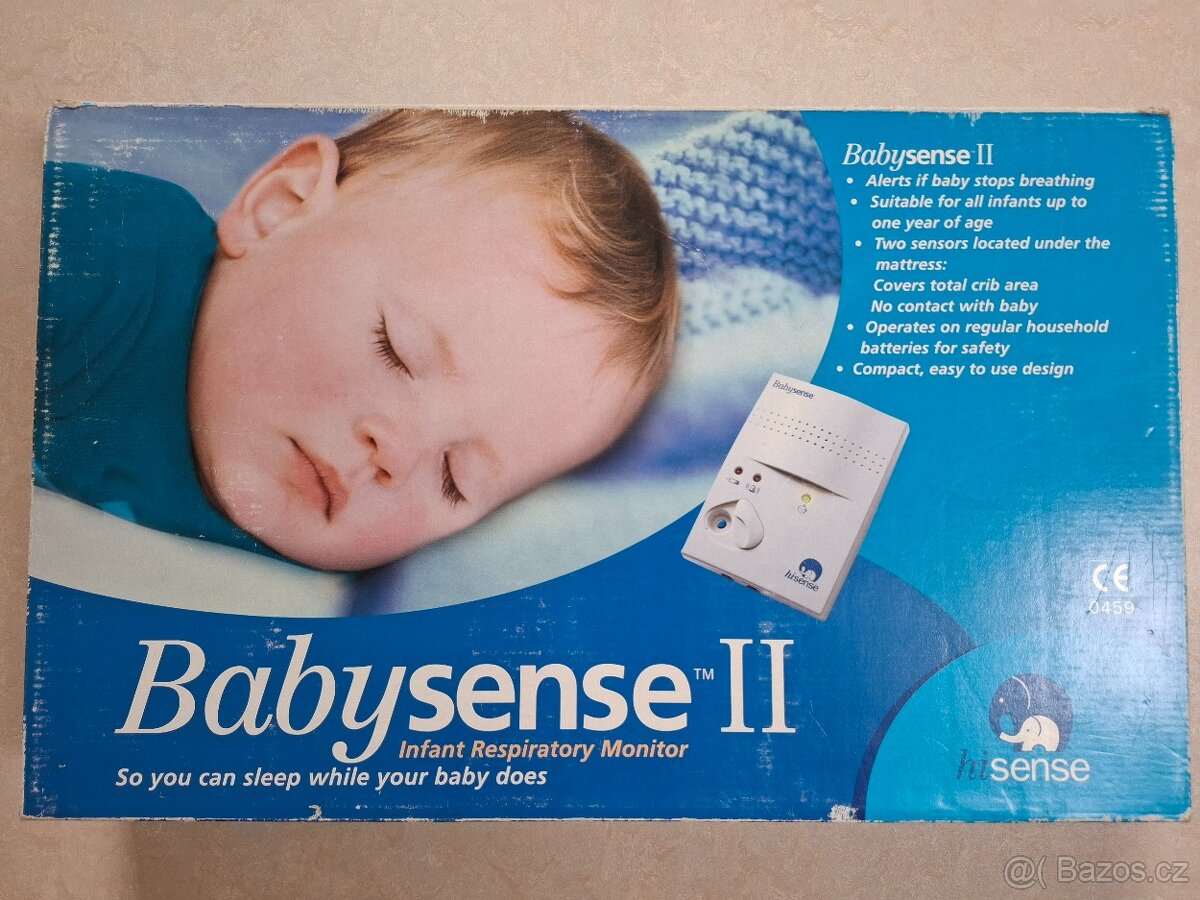 Babysense™II
• Alerts if baby stops breathing
• Suitable for all infants up to
one year of age
• Two sensors located under the
mattress:
Covers total crib area
No contact with baby
• Operates on regular household
batteries for safety
• Compact, easy to use design
Babysense
hisense
CE
0459
Babysense™ II
Infant Respiratory Monitor
So you can sleep while your baby does
hisense
@( Bazos.cz